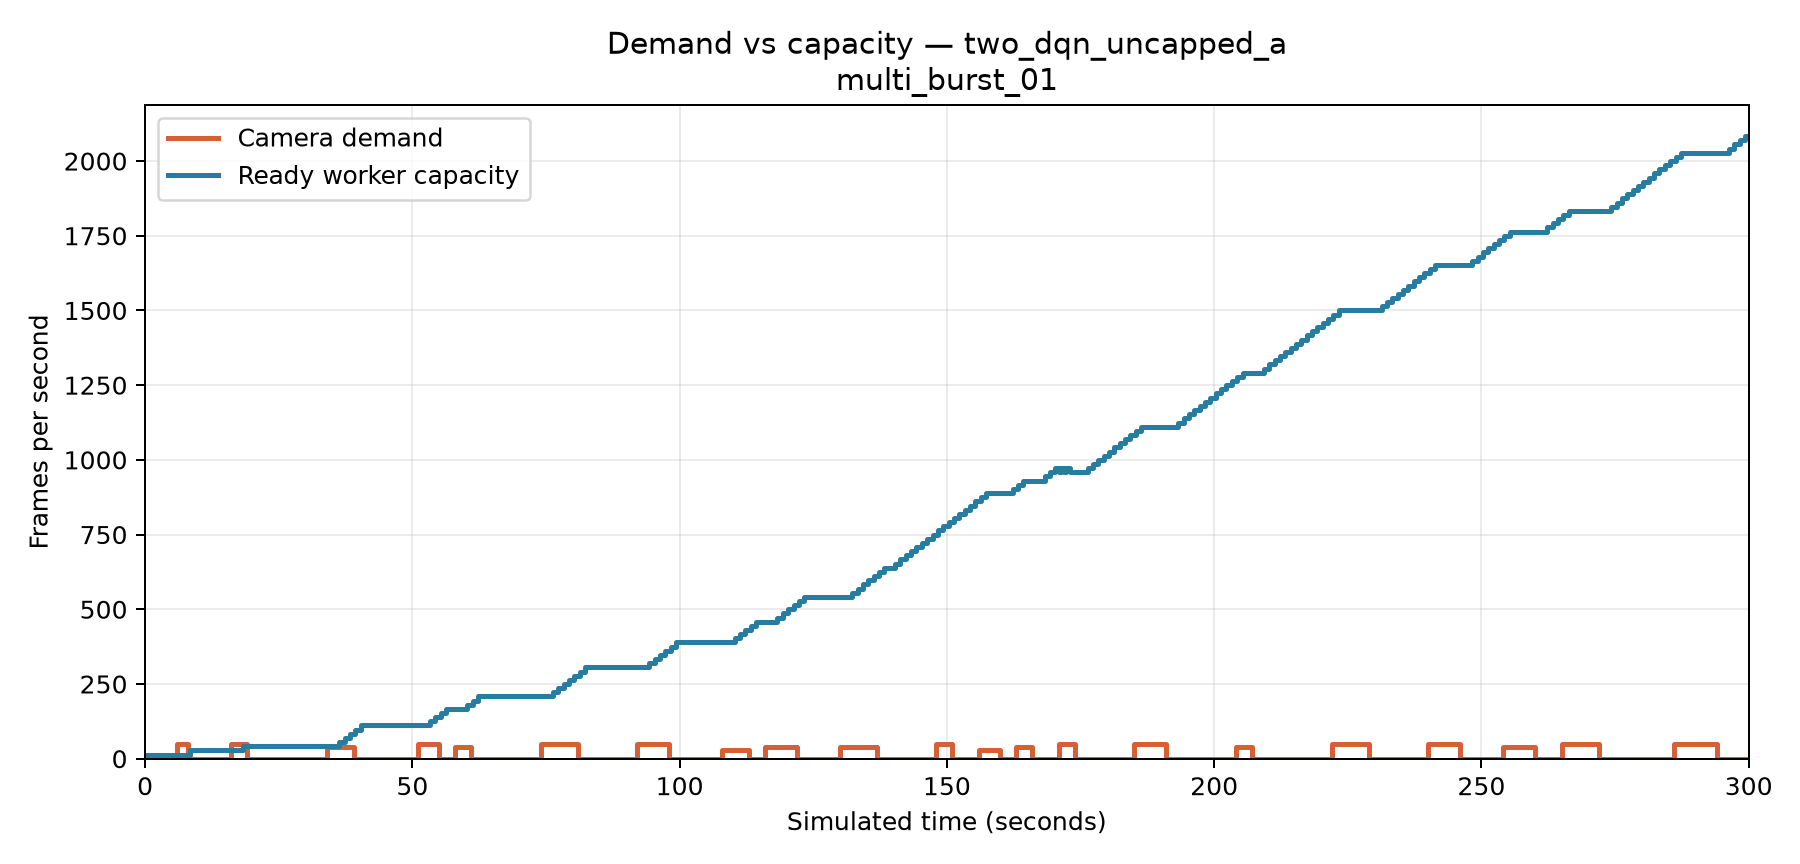 Demand vs capacity — two_dqn_uncapped_a
multi_burst_01
Camera demand
Ready worker capacity
Frames per second
2000
1750
1500
1250
1000
750
500
250
0
0 50 100 150 200 250 300
Simulated time (seconds)